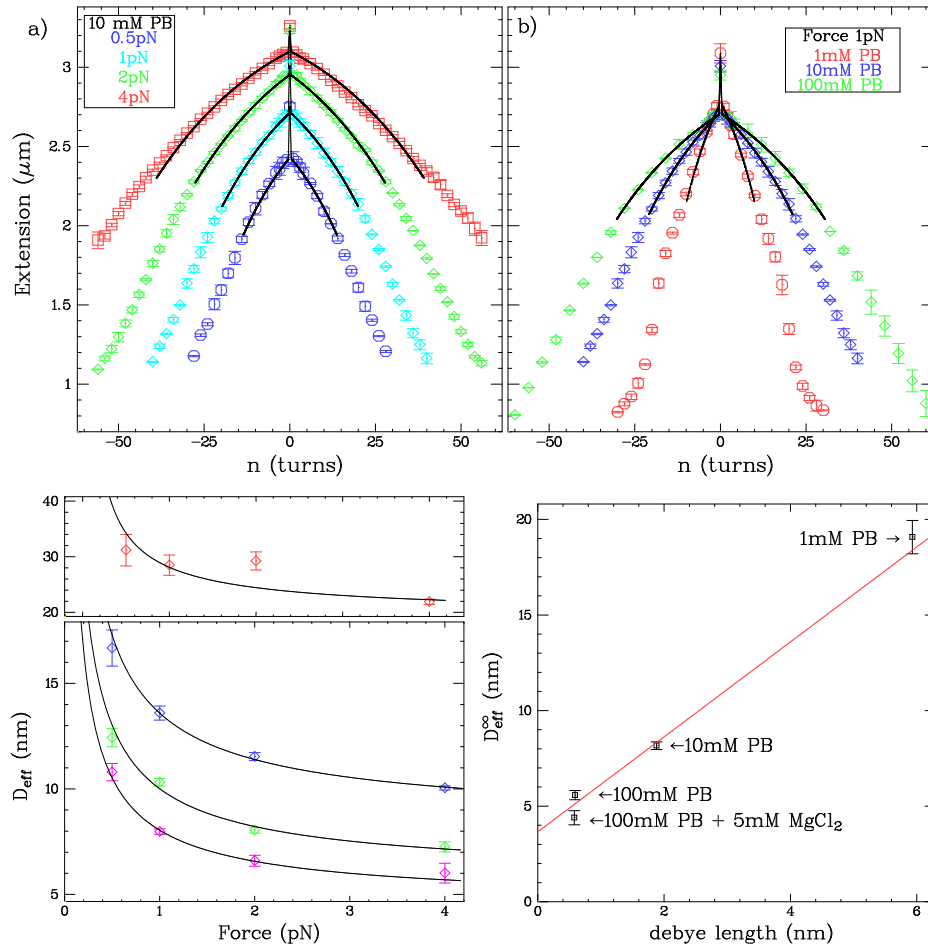 a)
10 mM PB
0.5pN
1pN
2pN
4pN
Extension (μm)
3
2.5
2
1.5
1
−50 −25 0 25 50
n (turns)
b)
Force 1pN
1mM PB
10mM PB
100mM PB
−50 −25 0 25 50
n (turns)
40
30
20
15
10
5
D_eff (nm)
0 1 2 3 4
Force (pN)
20
15
10
5
0
D_eff^∞ (nm)
1mM PB →
←10mM PB
←100mM PB
←100mM PB + 5mM MgCl₂
0 2 4 6
debye length (nm)